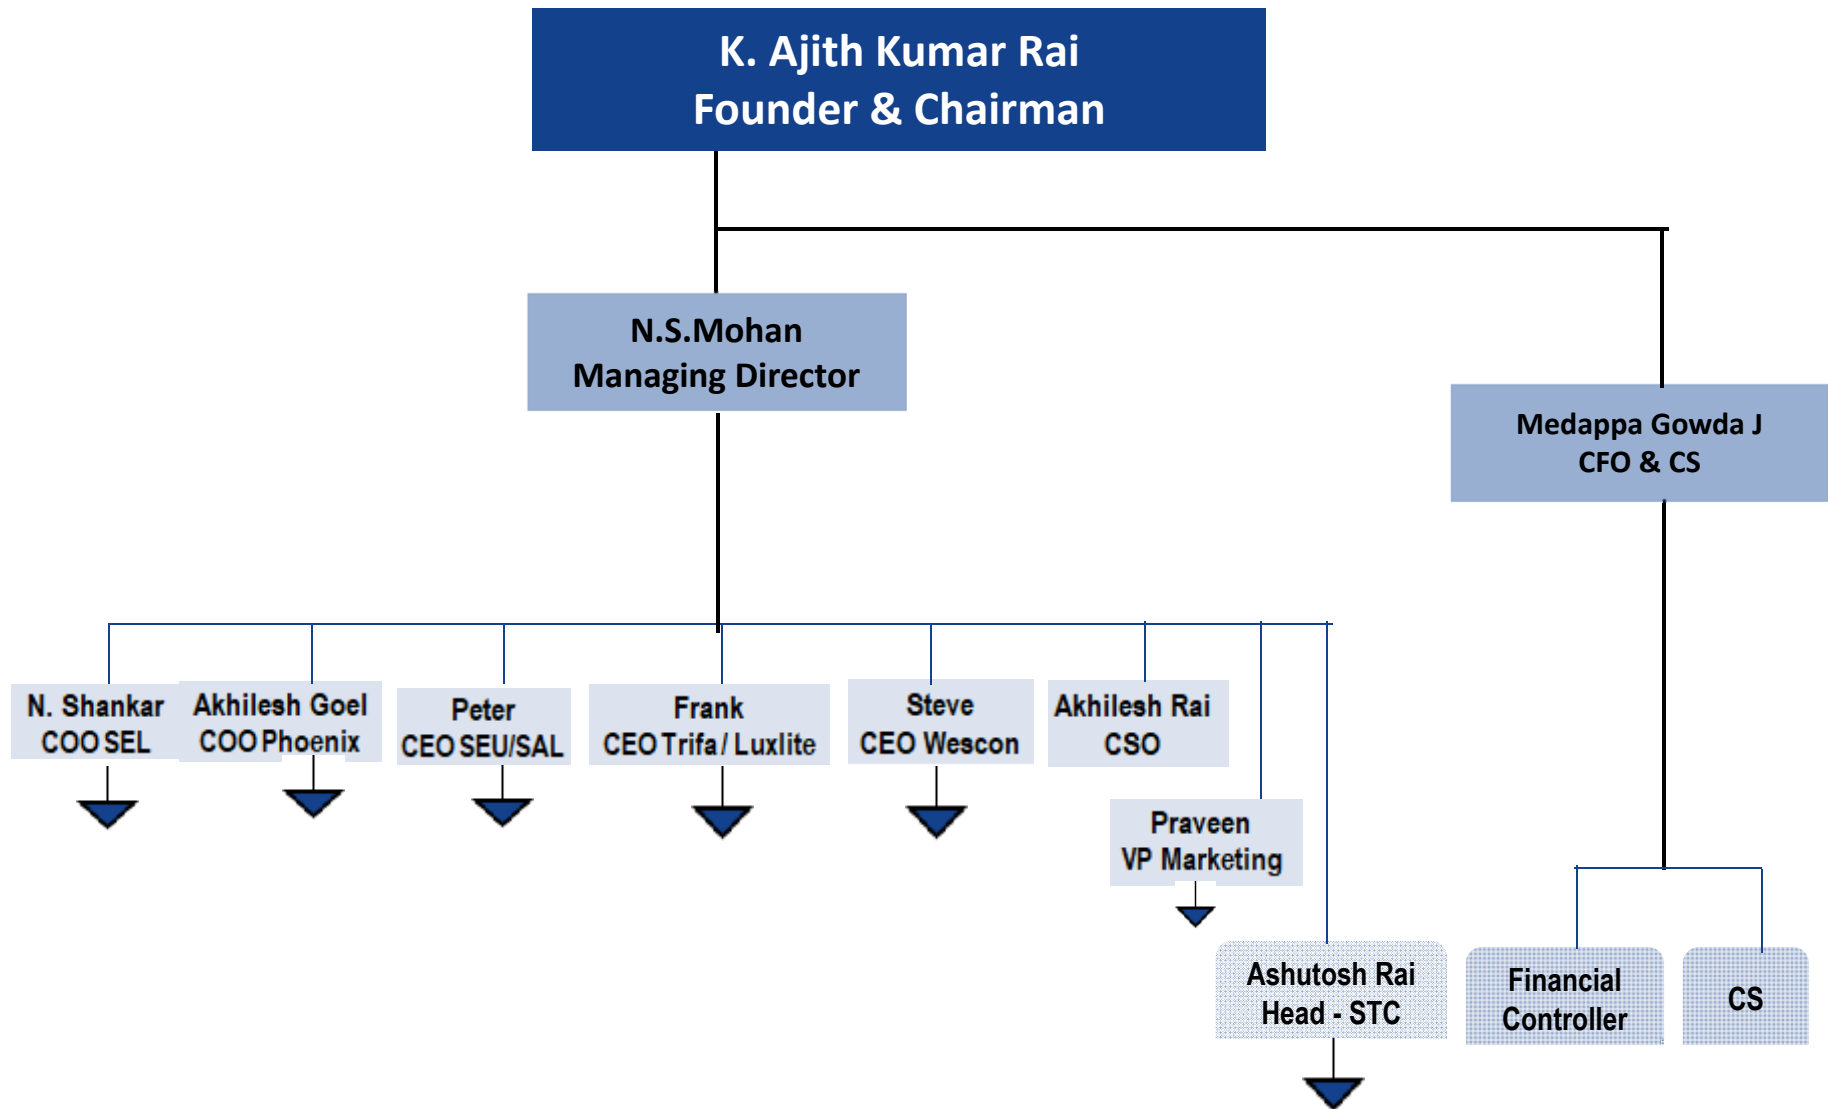 K. Ajith Kumar Rai
Founder & Chairman
N.S.Mohan
Managing Director
Medappa Gowda J
CFO & CS
N. Shankar
COO SEL
Akhilesh Goel
COO Phoenix
Peter
CEO SEU/SAL
Frank
CEO Trifa / Luxlite
Steve
CEO Wescon
Akhilesh Rai
CSO
Praveen
VP Marketing
Ashutosh Rai
Head - STC
Financial
Controller
CS